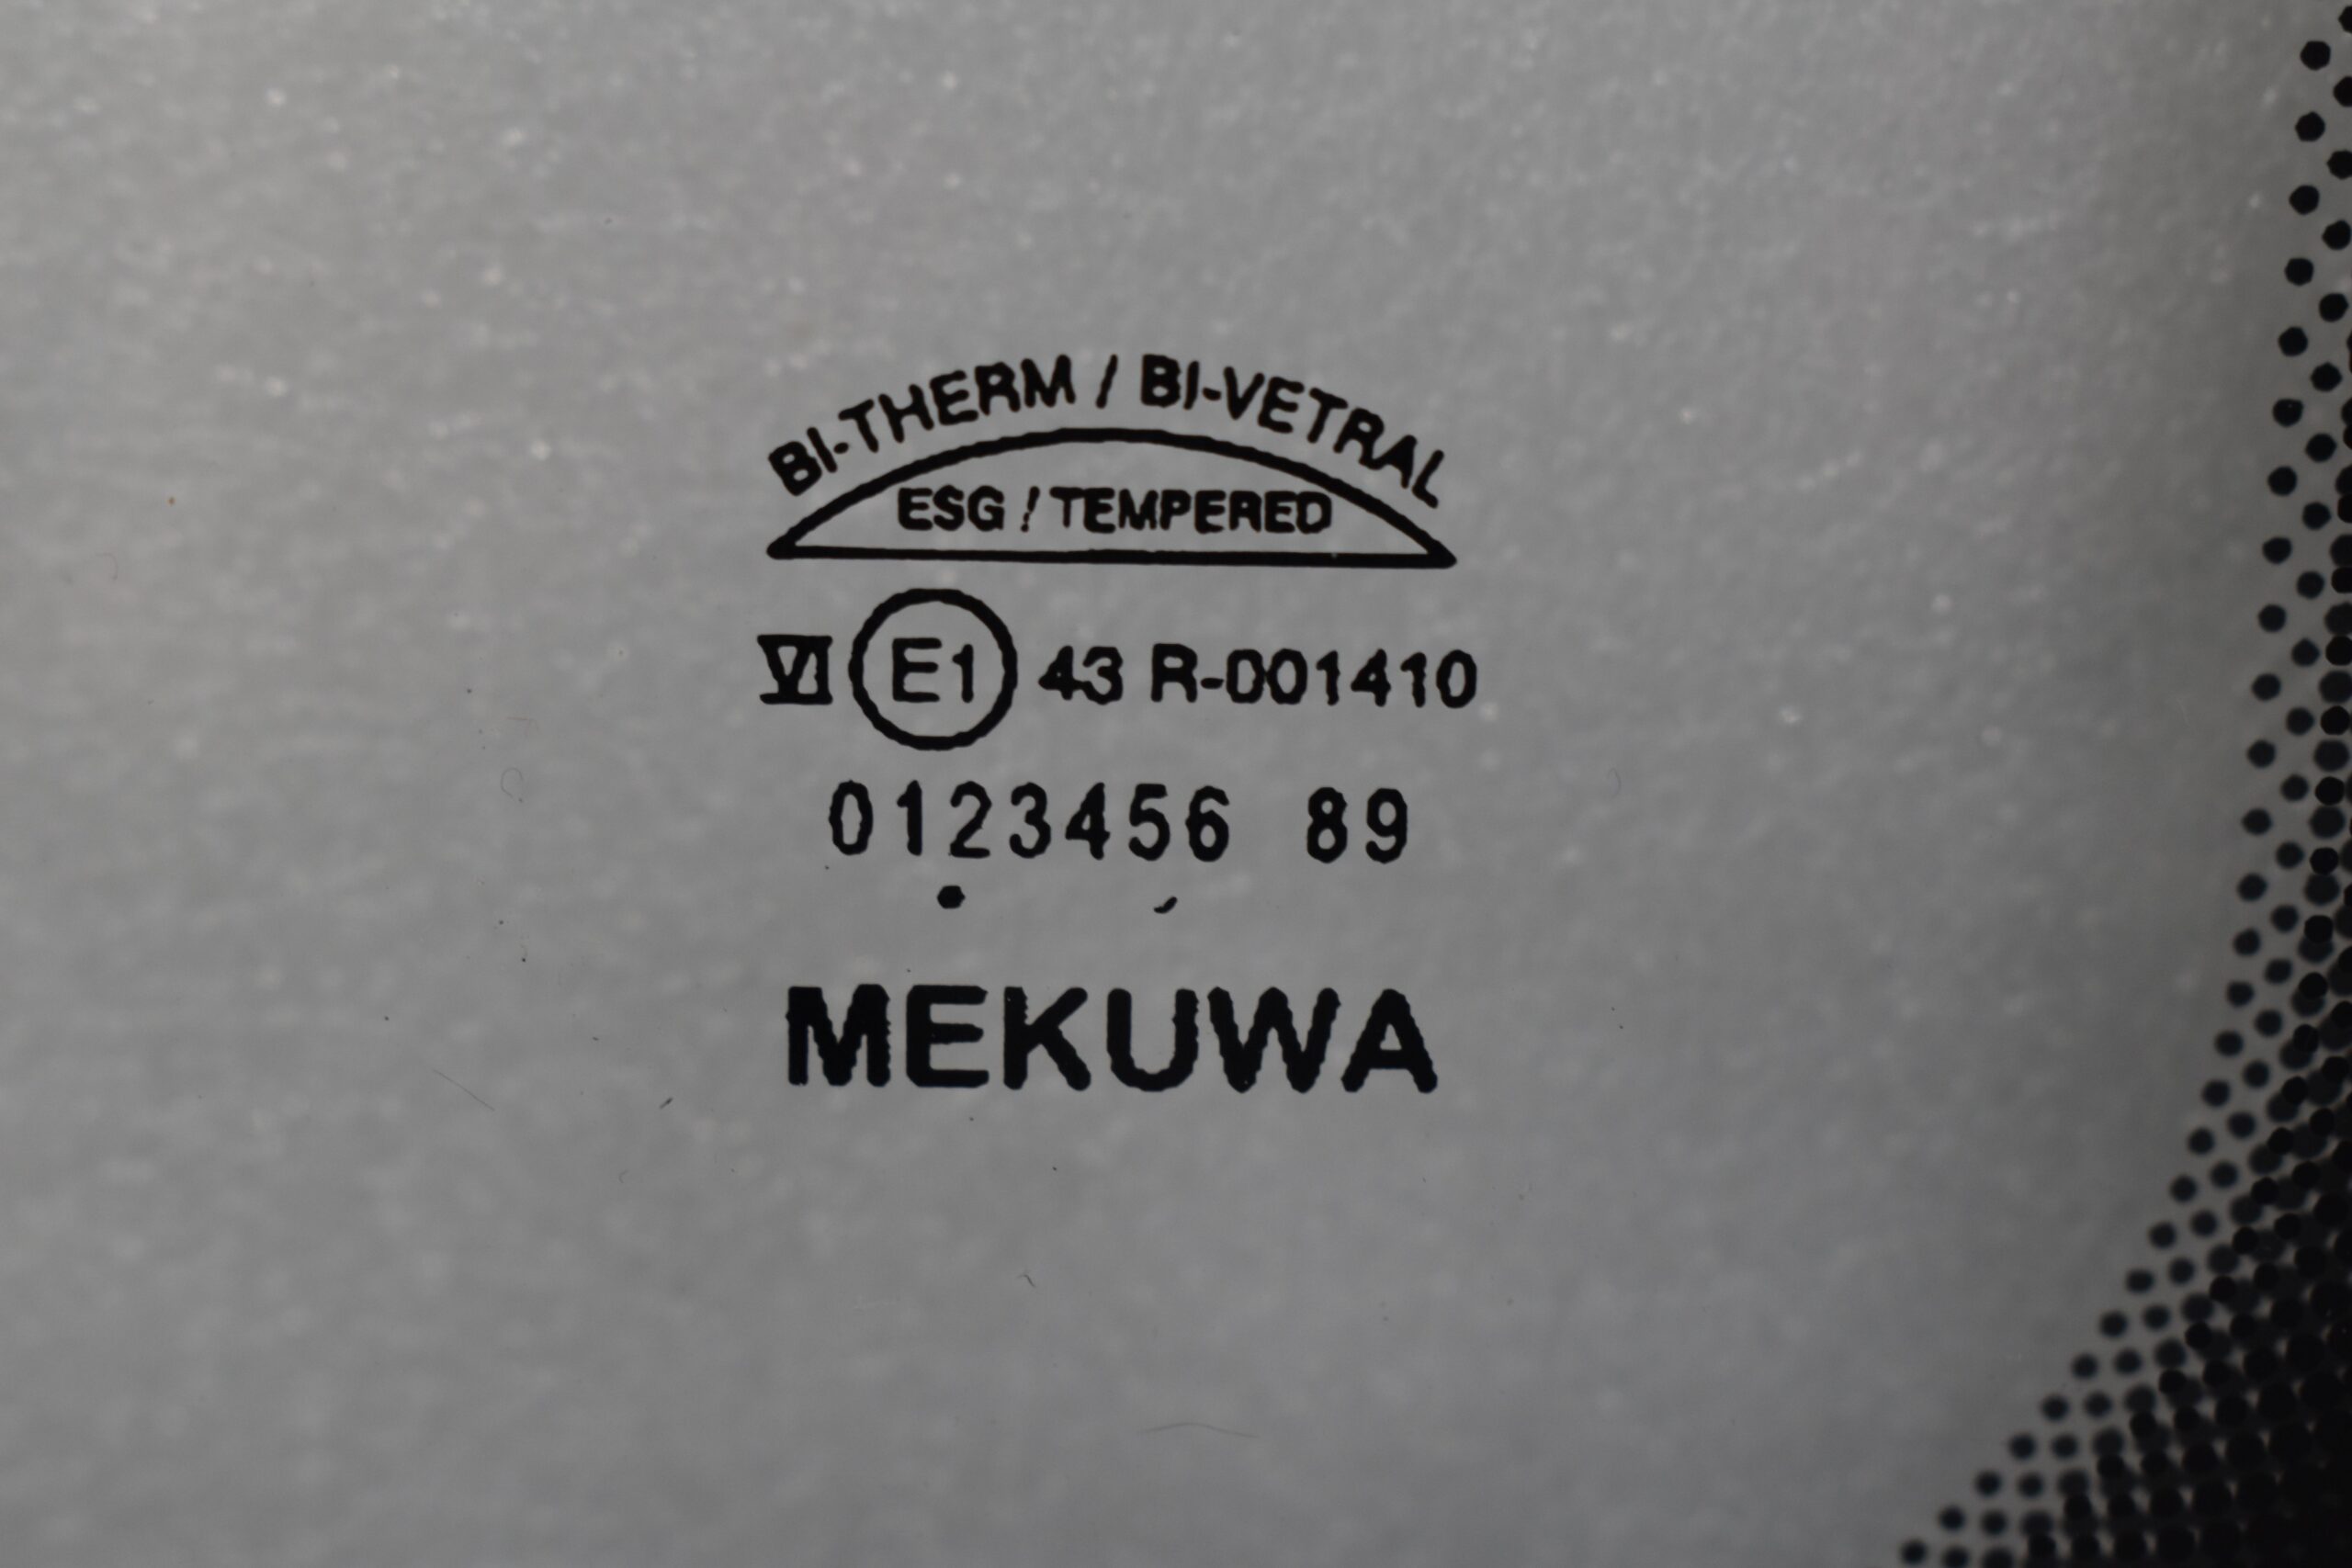 BI-THERM / BI-VETRAL
ESG / TEMPERED
VI E1 43 R-001410
0123456 89
MEKUWA